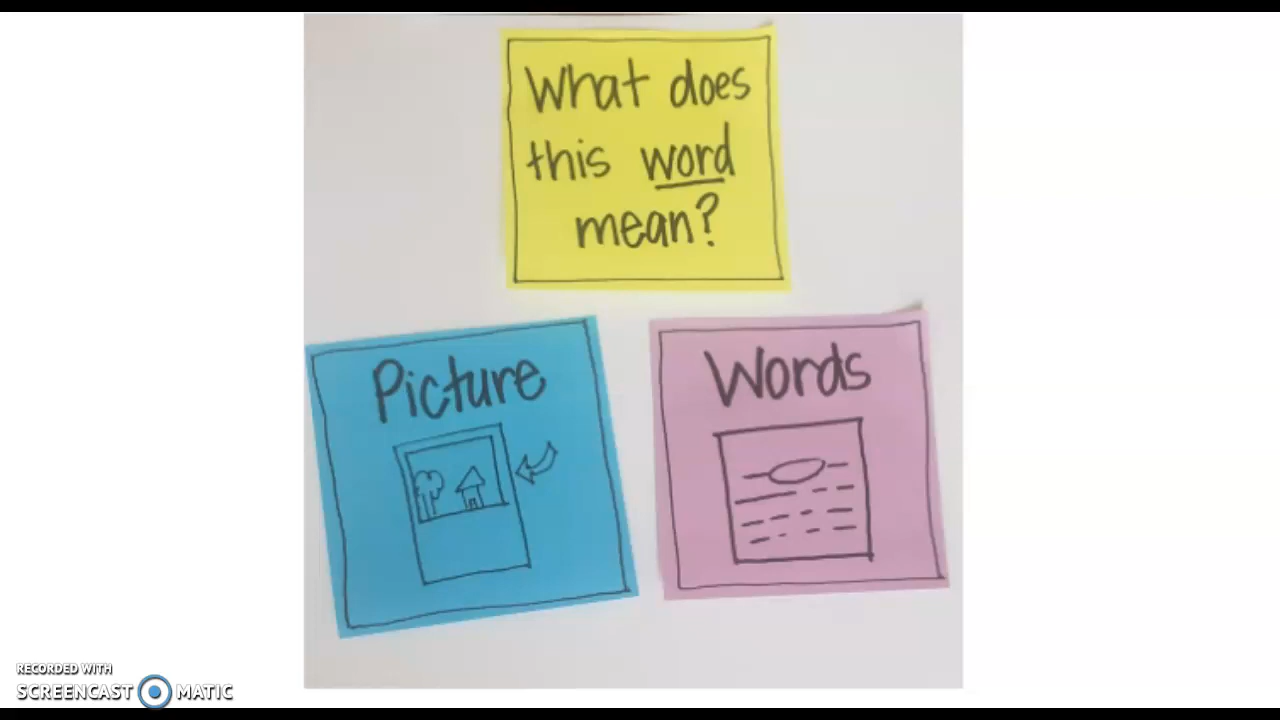 What does
this word
mean?
Picture
Words
RECORDED WITH
SCREENCAST MATIC